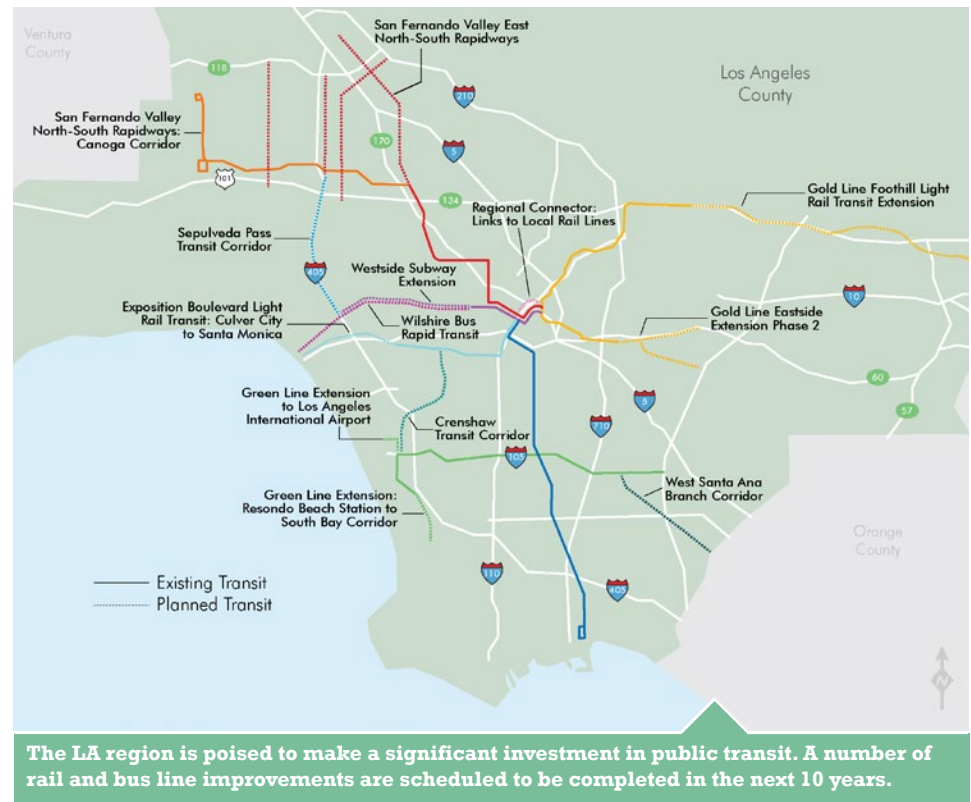 Ventura
County
San Fernando Valley East
North-South Rapidways
118
210
Los Angeles
County
San Fernando Valley
North-South Rapidways:
Canoga Corridor
170
5
101
134
Regional Connector:
Links to Local Rail Lines
Gold Line Foothill Light
Rail Transit Extension
Sepulveda Pass
Transit Corridor
405
Westside Subway
Extension
10
Exposition Boulevard Light
Rail Transit: Culver City
to Santa Monica
Wilshire Bus
Rapid Transit
Gold Line Eastside
Extension Phase 2
60
57
5
710
Green Line Extension
to Los Angeles
International Airport
Crenshaw
Transit Corridor
105
West Santa Ana
Branch Corridor
Green Line Extension:
Resondo Beach Station to
South Bay Corridor
Orange
County
110
405
Existing Transit
Planned Transit
N
The LA region is poised to make a significant investment in public transit. A number of
rail and bus line improvements are scheduled to be completed in the next 10 years.